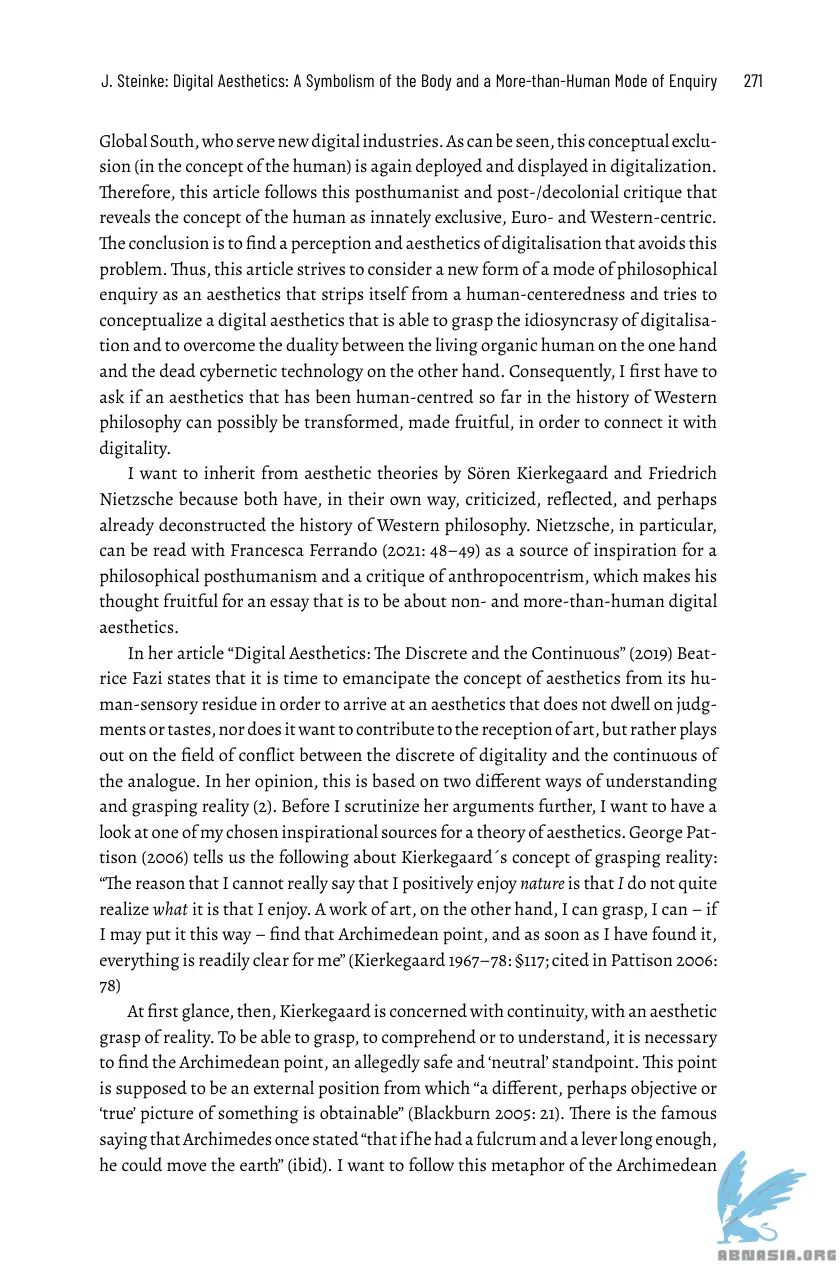 J. Steinke: Digital Aesthetics: A Symbolism of the Body and a More-than-Human Mode of Enquiry 271
Global South, who serve new digital industries. As can be seen, this conceptual exclu-
sion (in the concept of the human) is again deployed and displayed in digitalization.
Therefore, this article follows this posthumanist and post-/decolonial critique that
reveals the concept of the human as innately exclusive, Euro- and Western-centric.
The conclusion is to find a perception and aesthetics of digitalisation that avoids this
problem. Thus, this article strives to consider a new form of a mode of philosophical
enquiry as an aesthetics that strips itself from a human-centeredness and tries to
conceptualize a digital aesthetics that is able to grasp the idiosyncrasy of digitalisa-
tion and to overcome the duality between the living organic human on the one hand
and the dead cybernetic technology on the other hand. Consequently, I first have to
ask if an aesthetics that has been human-centred so far in the history of Western
philosophy can possibly be transformed, made fruitful, in order to connect it with
digitality.
I want to inherit from aesthetic theories by Sören Kierkegaard and Friedrich
Nietzsche because both have, in their own way, criticized, reflected, and perhaps
already deconstructed the history of Western philosophy. Nietzsche, in particular,
can be read with Francesca Ferrando (2021: 48–49) as a source of inspiration for a
philosophical posthumanism and a critique of anthropocentrism, which makes his
thought fruitful for an essay that is to be about non- and more-than-human digital
aesthetics.
In her article “Digital Aesthetics: The Discrete and the Continuous” (2019) Beat-
rice Fazi states that it is time to emancipate the concept of aesthetics from its hu-
man-sensory residue in order to arrive at an aesthetics that does not dwell on judg-
ments or tastes, nor does it want to contribute to the reception of art, but rather plays
out on the field of conflict between the discrete of digitality and the continuous of
the analogue. In her opinion, this is based on two different ways of understanding
and grasping reality (2). Before I scrutinize her arguments further, I want to have a
look at one of my chosen inspirational sources for a theory of aesthetics. George Pat-
tison (2006) tells us the following about Kierkegaard´s concept of grasping reality:
“The reason that I cannot really say that I positively enjoy nature is that I do not quite
realize what it is that I enjoy. A work of art, on the other hand, I can grasp, I can – if
I may put it this way – find that Archimedean point, and as soon as I have found it,
everything is readily clear for me” (Kierkegaard 1967–78: §117; cited in Pattison 2006:
78)
At first glance, then, Kierkegaard is concerned with continuity, with an aesthetic
grasp of reality. To be able to grasp, to comprehend or to understand, it is necessary
to find the Archimedean point, an allegedly safe and ‘neutral’ standpoint. This point
is supposed to be an external position from which “a different, perhaps objective or
‘true’ picture of something is obtainable” (Blackburn 2005: 21). There is the famous
saying that Archimedes once stated “that if he had a fulcrum and a lever long enough,
he could move the earth” (ibid). I want to follow this metaphor of the Archimedean
ABNASIA.ORG